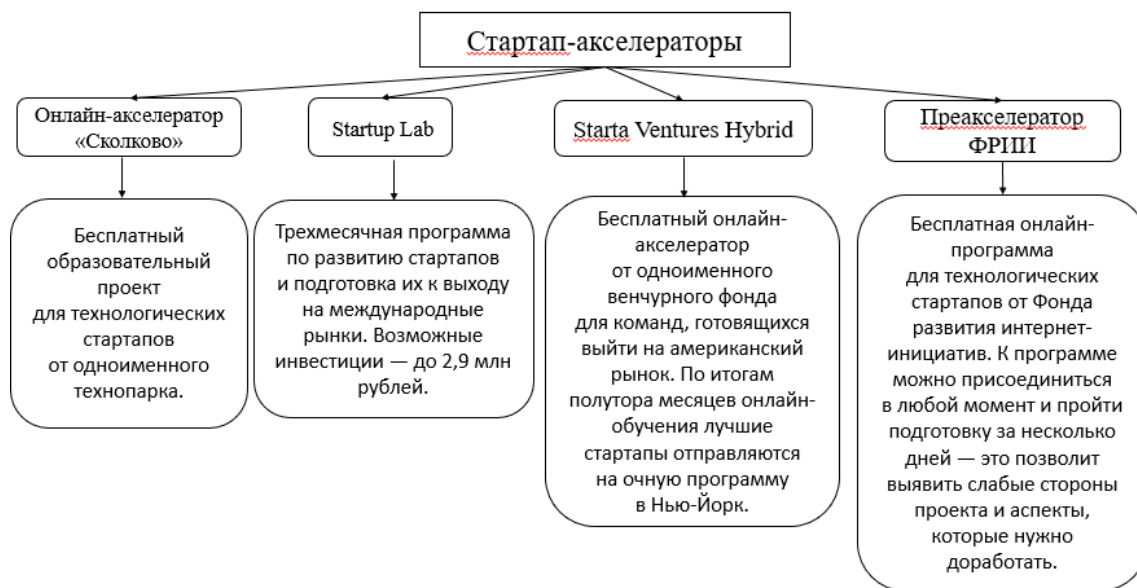 Стартап-акселераторы
Онлайн-акселератор
«Сколково»
Startup Lab
Starta Ventures Hybrid
Преакселератор
ФРИИ
Бесплатный
образовательный
проект
для технологических
стартапов
от одноименного
технопарка.
Трехмесячная программа
по развитию стартапов
и подготовка их к выходу
на международные
рынки. Возможные
инвестиции — до 2,9 млн
рублей.
Бесплатный онлайн-
акселератор
от одноименного
венчурного фонда
для команд, готовящихся
выйти на американский
рынок. По итогам
полутора месяцев онлайн-
обучения лучшие
стартапы отправляются
на очную программу
в Нью-Йорк.
Бесплатная онлайн-
программа
для технологических
стартапов от Фонда
развития интернет-
инициатив. К программе
можно присоединиться
в любой момент и пройти
подготовку за несколько
дней — это позволит
выявить слабые стороны
проекта и аспекты,
которые нужно
доработать.